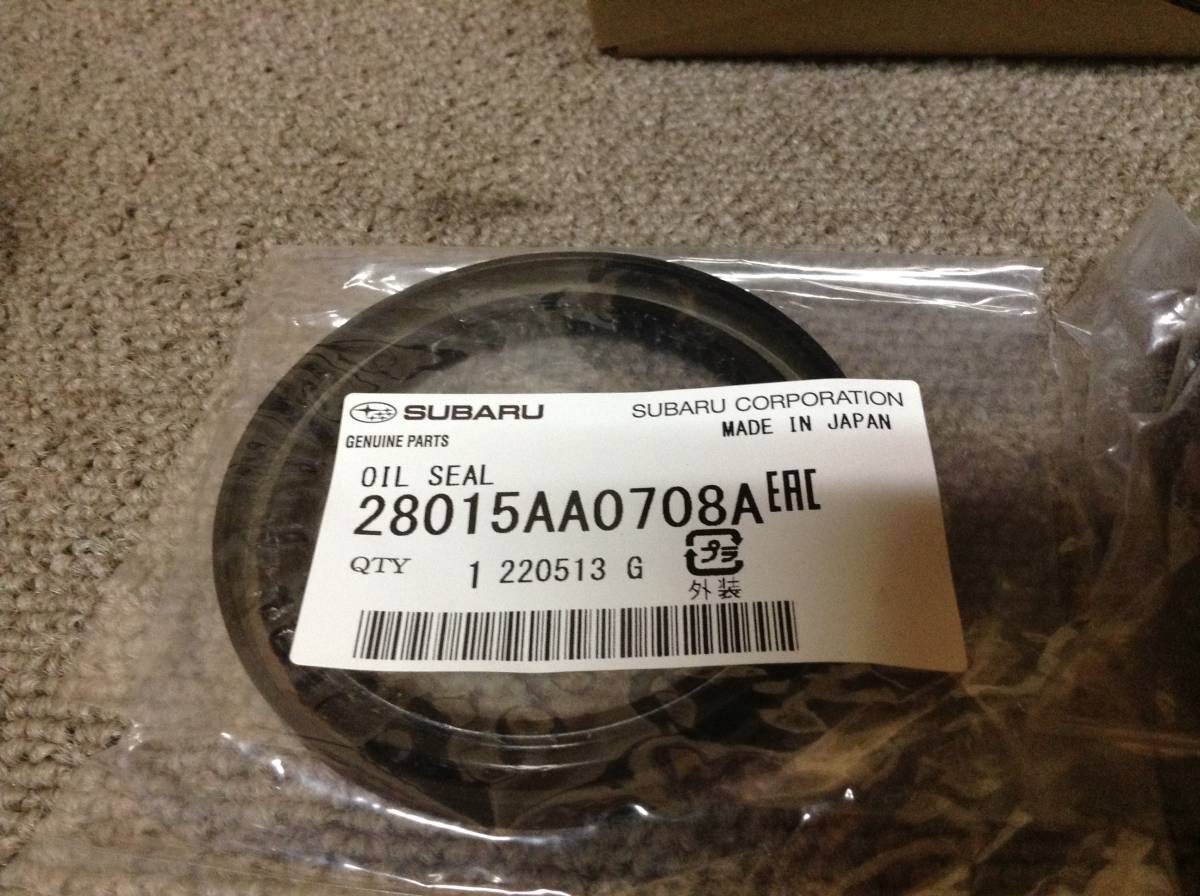 SUBARU
SUBARU CORPORATION
GENUINE PARTS
MADE IN JAPAN
OIL SEAL
28015AA0708A EAC
プラ
QTY 1 220513 G
外装